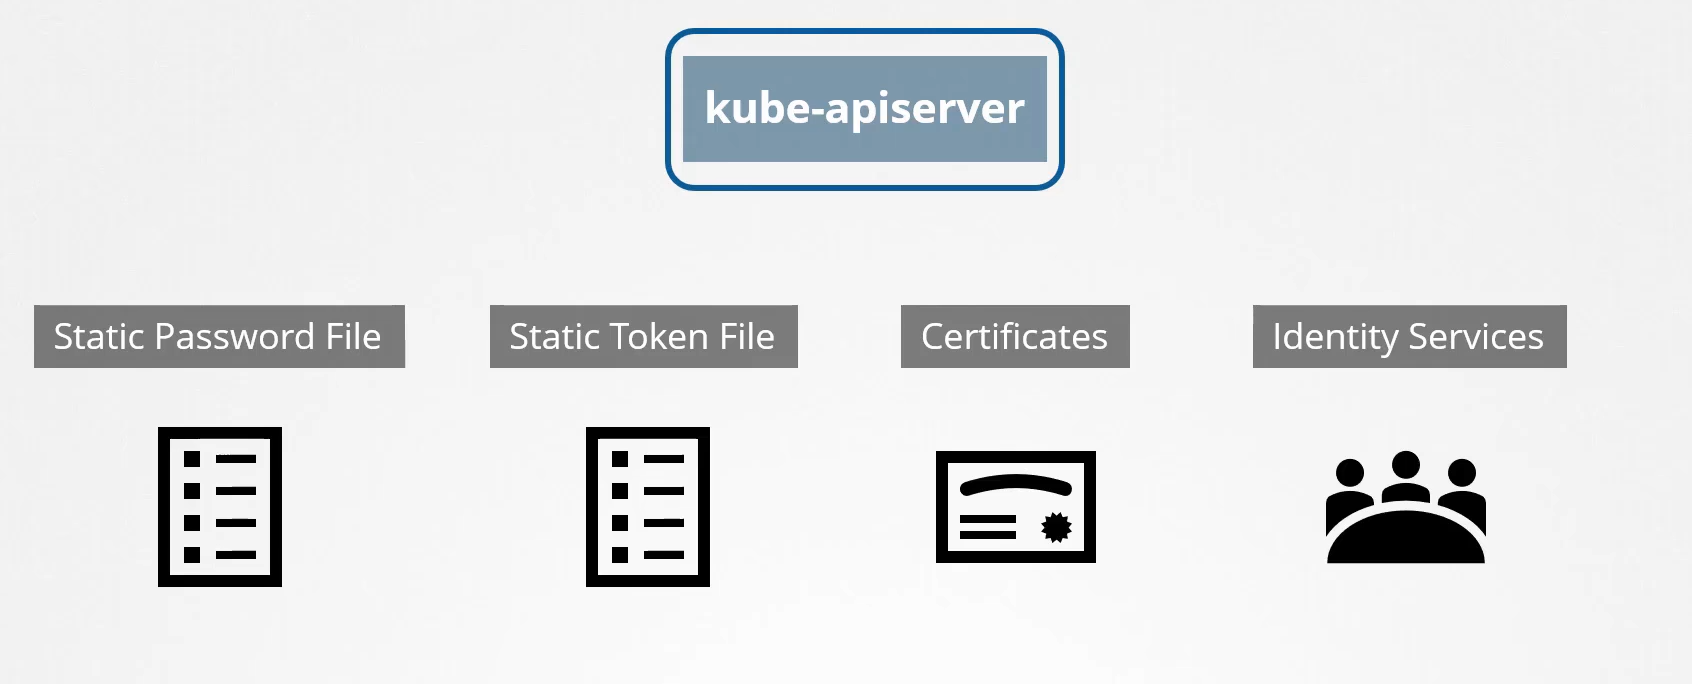 kube-apiserver
Static Password File
Static Token File
Certificates
Identity Services